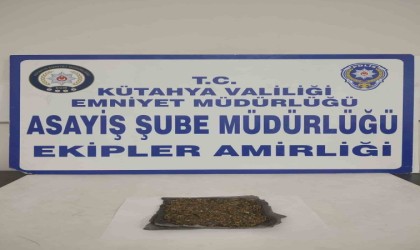 T.C.
KÜTAHYA VALİLİĞİ
EMNİYET MÜDÜRLÜĞÜ
ASAYİŞ ŞUBE MÜDÜRLÜĞÜ
EKİPLER AMİRLİĞİ